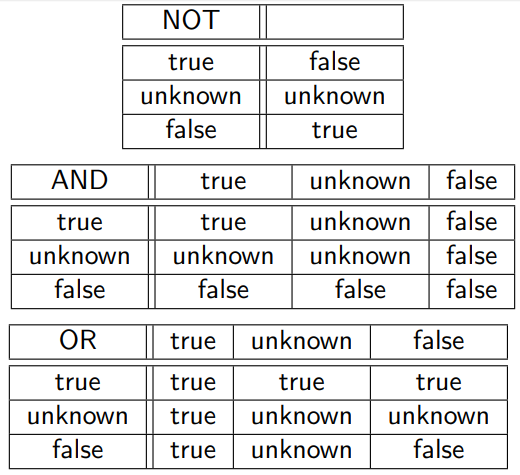 NOT
true false
unknown unknown
false true
AND true unknown false
true true unknown false
unknown unknown unknown false
false false false false
OR true unknown false
true true true true
unknown true unknown unknown
false true unknown false